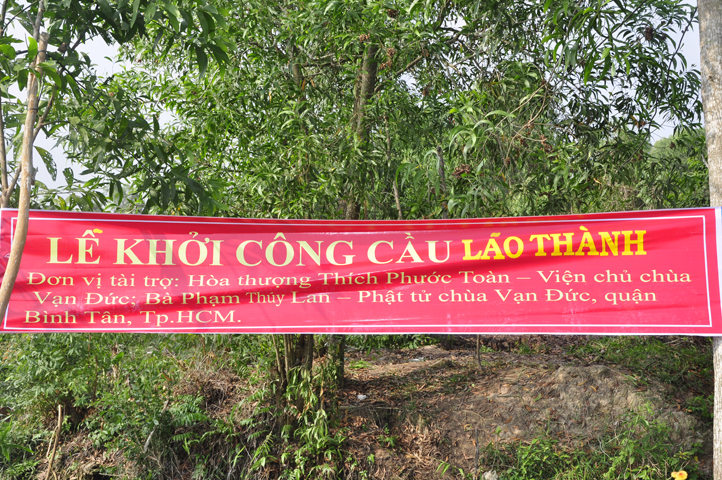 LỄ KHỞI CÔNG CẦU LÃO THÀNH
Đơn vị tài trợ: Hòa thượng Thích Phước Toàn – Viện chủ chùa
Vạn Đức; Bà Phạm Thúy Lan – Phật tử chùa Vạn Đức, quận
Bình Tân, Tp.HCM.